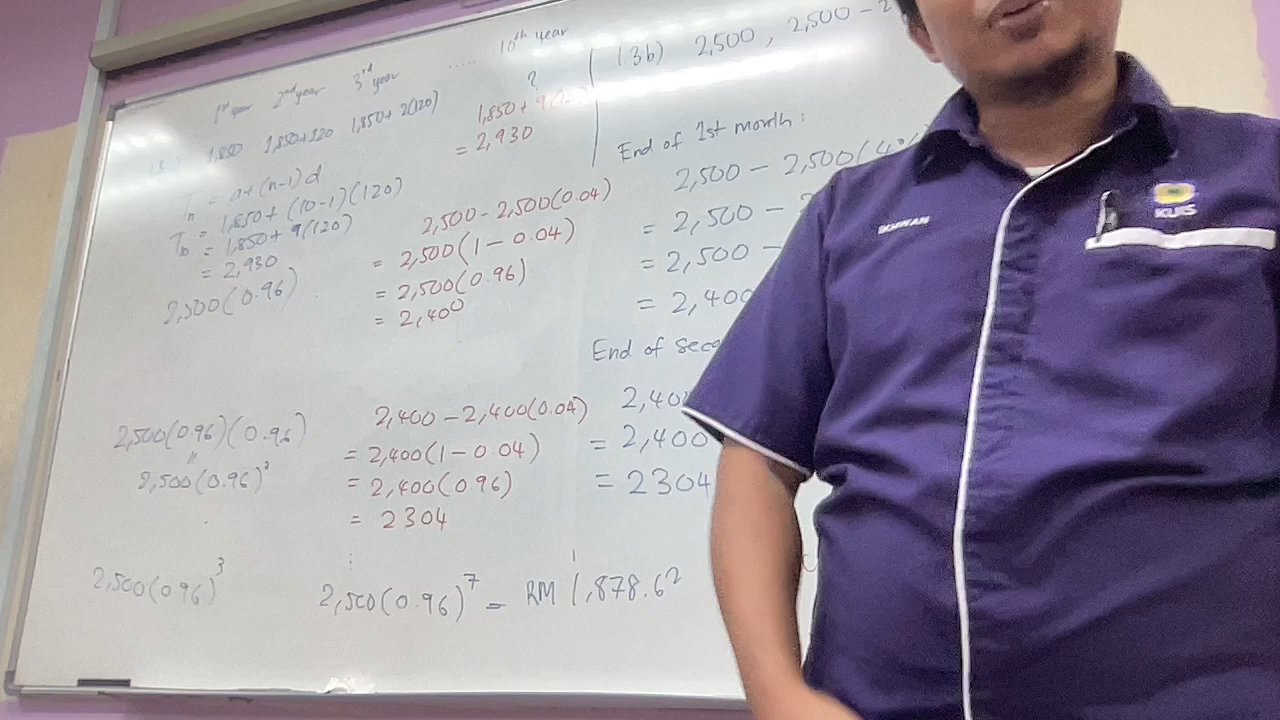 1st year 2nd year 3rd year ..... 10th year
1,850 1,850+120 1,850+2(120)
?
1,850+9(
= 2,930
Tn = a+(n-1)d
= 1,850+(10-1)(120)
= 1,850+9(120)
= 2,930
2,500(0.96)
2,500(0.96)(0.96)
=
2,500(0.96)²
2,500(0.96)³
2,500-2,500(0.04)
= 2,500(1-0.04)
= 2,500(0.96)
= 2,400
2,400-2,400(0.04)
= 2,400(1-0.04)
= 2,400(0.96)
= 2304
2,500(0.96)⁷ = RM 1,878.62
13b) 2,500, 2,500-2
End of 1st month:
2,500-2,500(4%
= 2,500-
= 2,500-
= 2,400
End of
2,40
= 2,400
= 2304
IKHWAN
KUIS